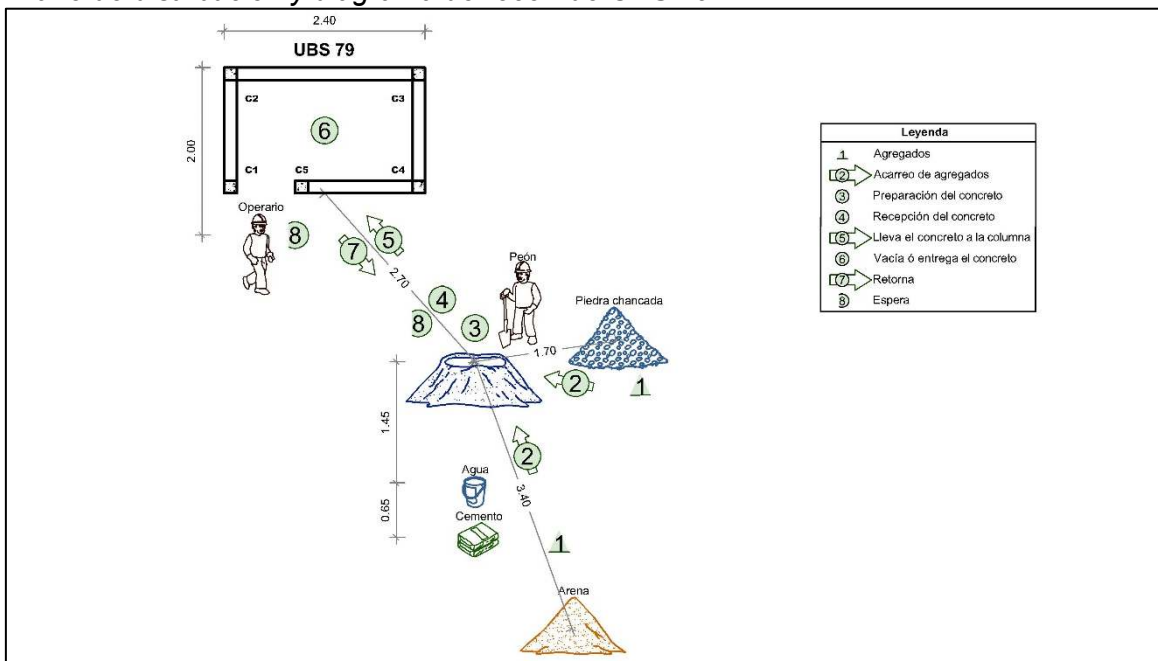 2.40
UBS 79
2.00
C2
C3
6
C1
C5
C4
Operario
8
5
7
2.70
Peón
4
8
3
Piedra chancada
1.70
2
1
1.45
2
Agua
3.40
0.65
Cemento
1
Arena
Leyenda
1 Agregados
2 Acarreo de agregados
3 Preparación del concreto
4 Recepción del concreto
5 Lleva el concreto a la columna
6 Vacía ó entrega el concreto
7 Retorna
8 Espera